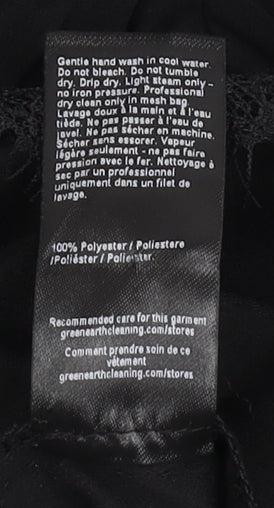 Gentle hand wash in cool water.
Do not bleach. Do not tumble
dry. Drip dry. Light steam only –
no iron pressure. Professional
dry clean only in mesh bag.
Lavage doux à la main et à l'eau
tiède. Ne pas passer à l'eau de
javel. Ne pas sécher en machine.
Sécher sans essorer. Vapeur
légère seulement - ne pas faire
pression avec le fer. Nettoyage à
sec par un professionnel
uniquement dans un filet de
lavage.
100% Polyester / Poliestere
/Poliéster / Poliester.
Recommended care for this garment
greenearthcleaning.com/stores
Comment prendre soin de ce
vêtement
greenearthcleaning.com/stores